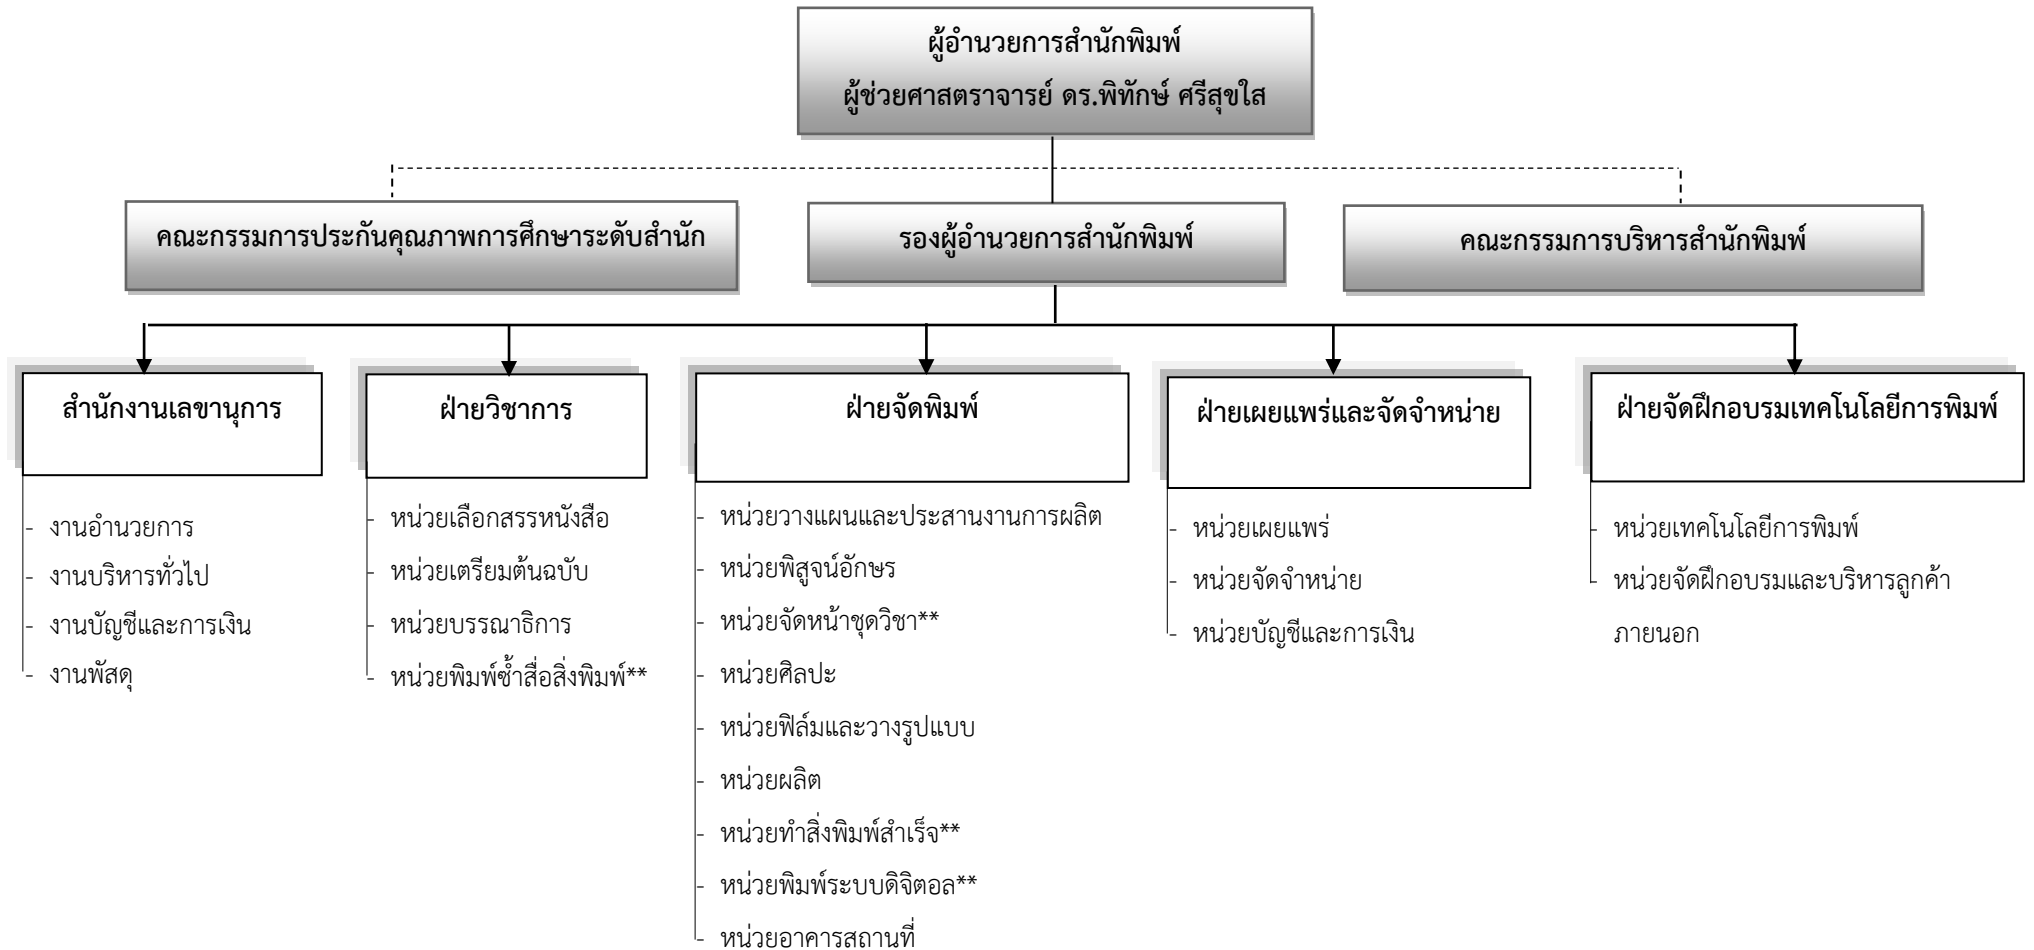 ผู้อำนวยการสำนักพิมพ์
ผู้ช่วยศาสตราจารย์ ดร.พิทักษ์ ศรีสุขใส
คณะกรรมการประกันคุณภาพการศึกษาระดับสำนัก
รองผู้อำนวยการสำนักพิมพ์
คณะกรรมการบริหารสำนักพิมพ์
สำนักงานเลขานุการ
- งานอำนวยการ
- งานบริหารทั่วไป
- งานบัญชีและการเงิน
- งานพัสดุ
ฝ่ายวิชาการ
- หน่วยเลือกสรรหนังสือ
- หน่วยเตรียมต้นฉบับ
- หน่วยบรรณาธิการ
- หน่วยพิมพ์ซ้ำสื่อสิ่งพิมพ์**
ฝ่ายจัดพิมพ์
- หน่วยวางแผนและประสานงานการผลิต
- หน่วยพิสูจน์อักษร
- หน่วยจัดหน้าชุดวิชา**
- หน่วยศิลปะ
- หน่วยฟิล์มและวางรูปแบบ
- หน่วยผลิต
- หน่วยทำสิ่งพิมพ์สำเร็จ**
- หน่วยพิมพ์ระบบดิจิตอล**
- หน่วยอาคารสถานที่
ฝ่ายเผยแพร่และจัดจำหน่าย
- หน่วยเผยแพร่
- หน่วยจัดจำหน่าย
- หน่วยบัญชีและการเงิน
ฝ่ายจัดฝึกอบรมเทคโนโลยีการพิมพ์
- หน่วยเทคโนโลยีการพิมพ์
- หน่วยจัดฝึกอบรมและบริหารลูกค้า
ภายนอก